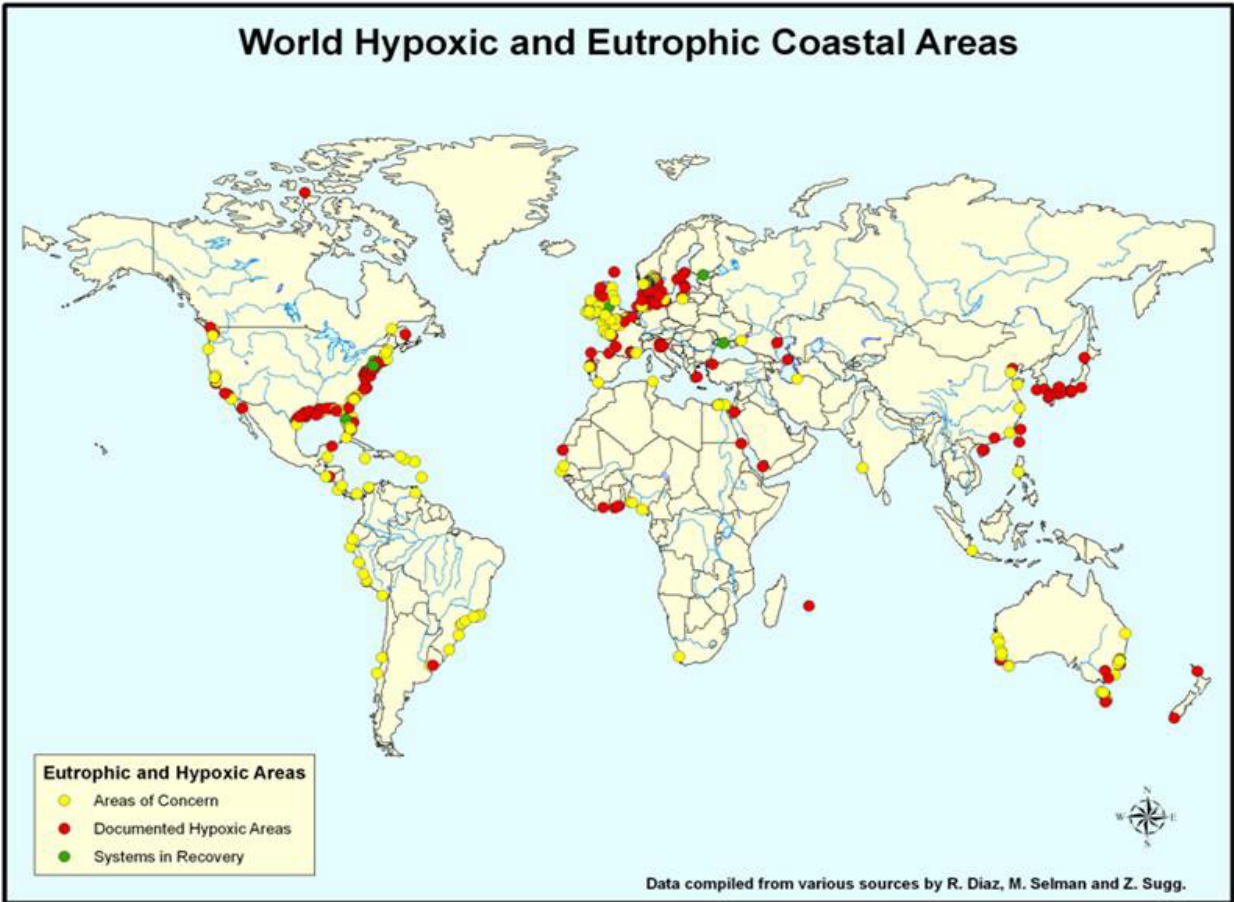 World Hypoxic and Eutrophic Coastal Areas
Eutrophic and Hypoxic Areas
Areas of Concern
Documented Hypoxic Areas
Systems in Recovery
N
W E
S
Data compiled from various sources by R. Diaz, M. Selman and Z. Sugg.